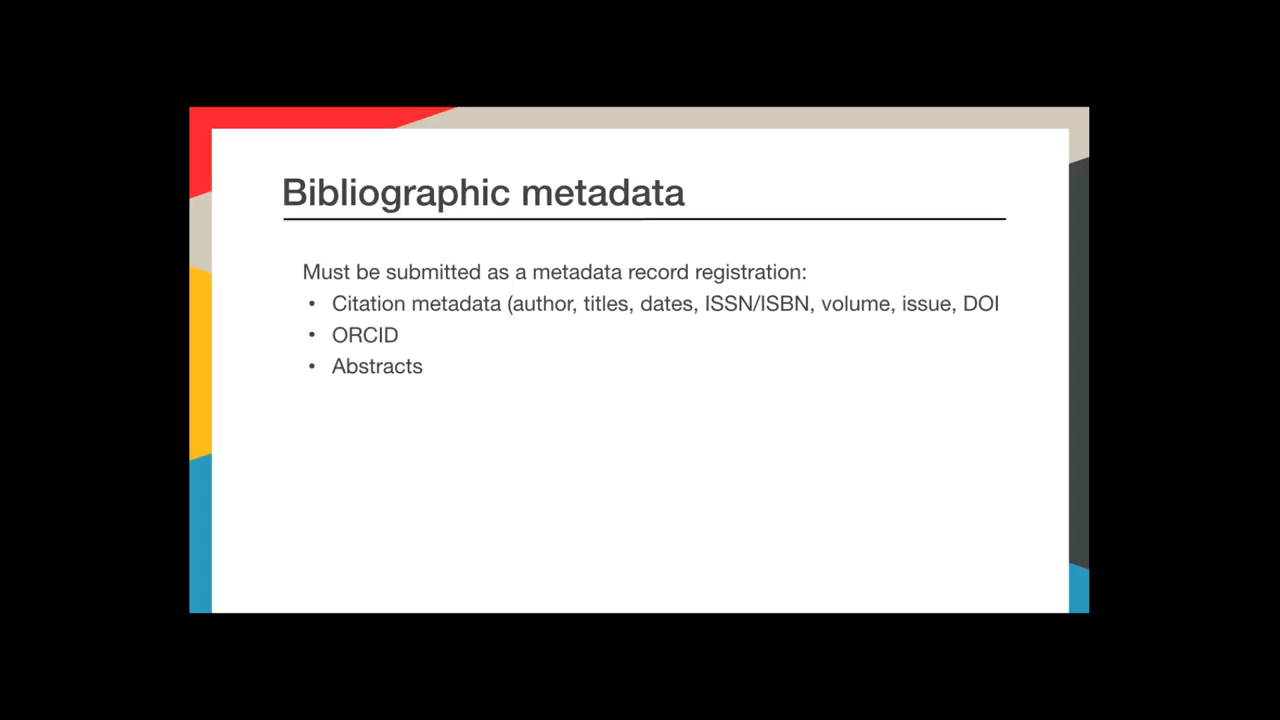 Bibliographic metadata
Must be submitted as a metadata record registration:
• Citation metadata (author, titles, dates, ISSN/ISBN, volume, issue, DOI
• ORCID
• Abstracts